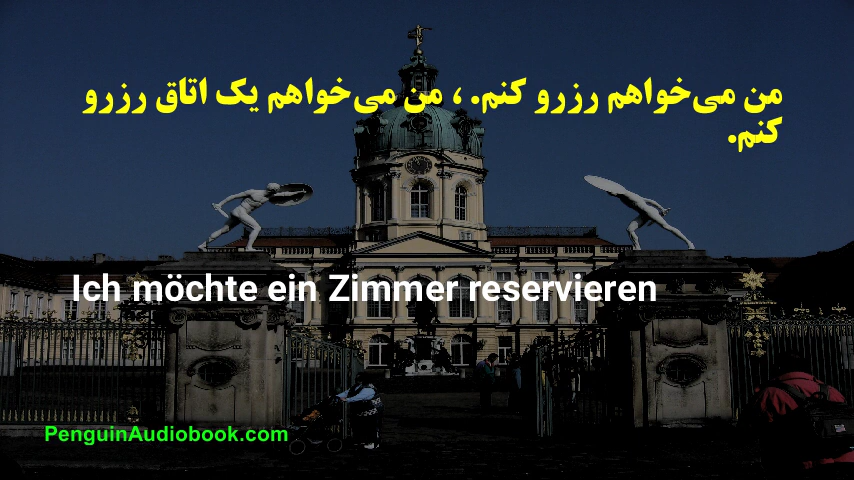 من می‌خواهم رزرو کنم. ، من می‌خواهم یک اتاق رزرو
کنم.
Ich möchte ein Zimmer reservieren
PenguinAudiobook.com